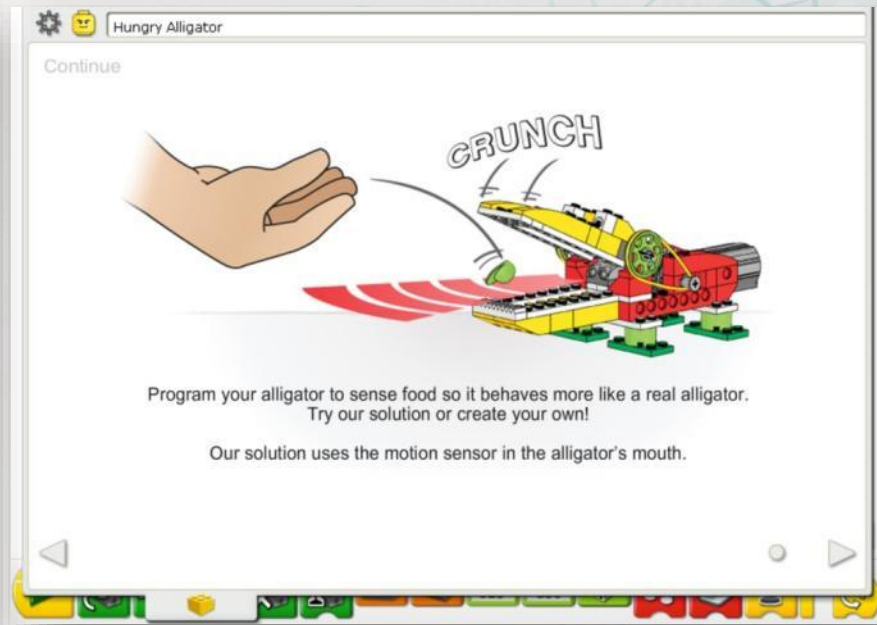 Hungry Alligator
Continue
CRUNCH
Program your alligator to sense food so it behaves more like a real alligator.
Try our solution or create your own!
Our solution uses the motion sensor in the alligator's mouth.